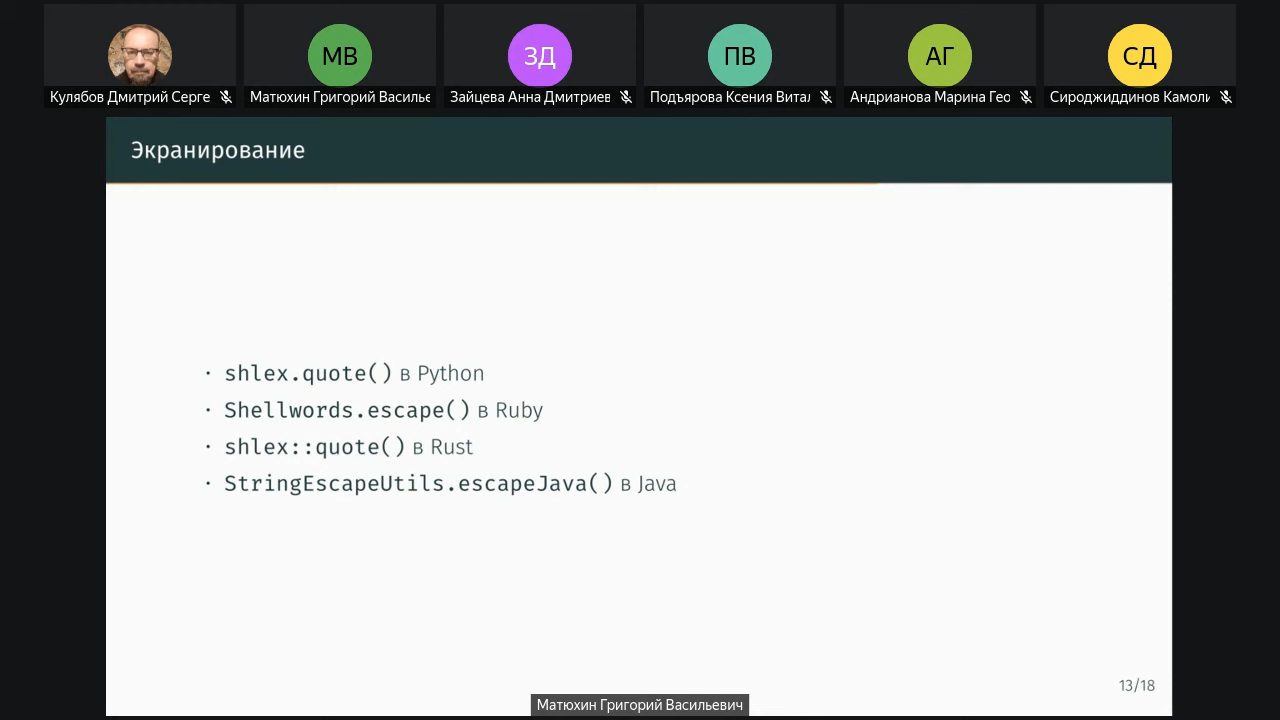 МВ
ЗД
ПВ
АГ
СД
Кулябов Дмитрий Серге
Матюхин Григорий Василье
Зайцева Анна Дмитриев
Подъярова Ксения Витал
Андрианова Марина Гео
Сироджиддинов Камоли
Экранирование
· shlex.quote() в Python
· Shellwords.escape() в Ruby
· shlex::quote() в Rust
· StringEscapeUtils.escapeJava() в Java
13/18
Матюхин Григорий Васильевич